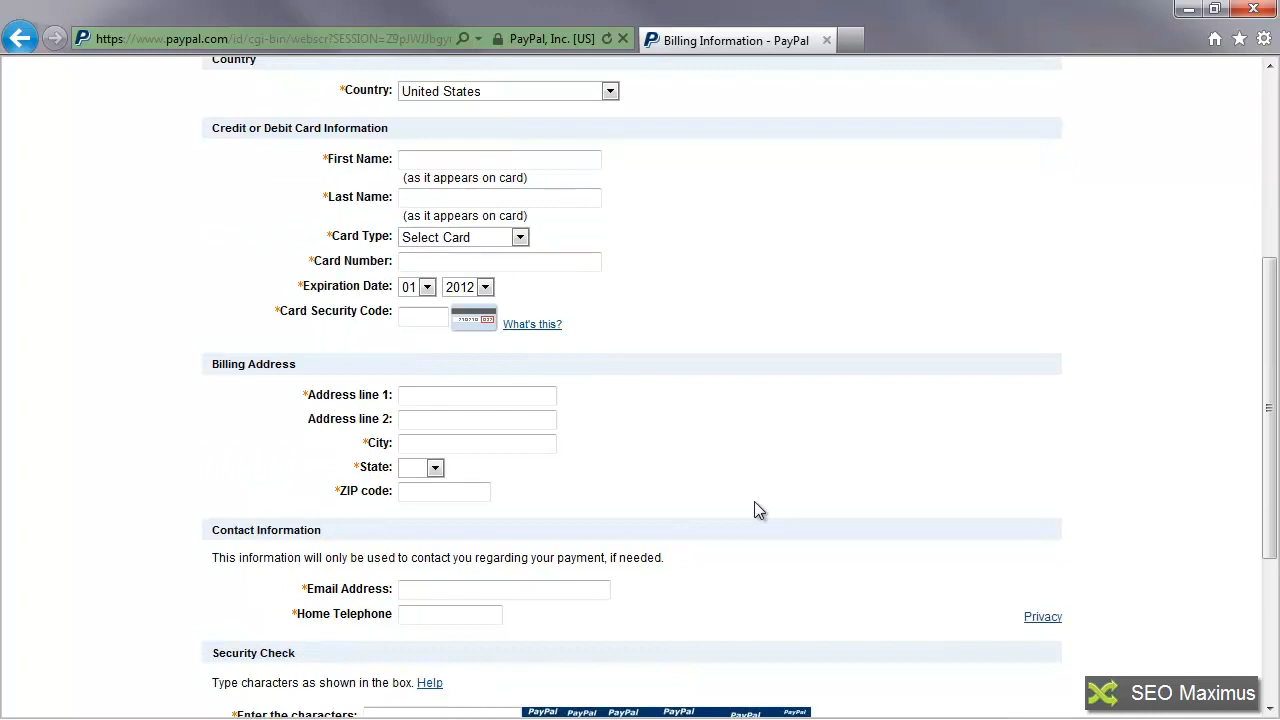 https://www.paypal.com/id/cgi-bin/webscr?SESSION=Z9pJWJJhgyi
PayPal, Inc. [US]
Billing Information - PayPal
Country
*Country: United States
Credit or Debit Card Information
*First Name:
(as it appears on card)
*Last Name:
(as it appears on card)
*Card Type: Select Card
*Card Number:
*Expiration Date: 01 2012
*Card Security Code: What's this?
Billing Address
*Address line 1:
Address line 2:
*City:
*State:
*ZIP code:
Contact Information
This information will only be used to contact you regarding your payment, if needed.
*Email Address:
*Home Telephone
Privacy
Security Check
Type characters as shown in the box. Help
SEO Maximus
*Enter the characters: PayPal PayPal PayPal PayPal PayPal PayPal